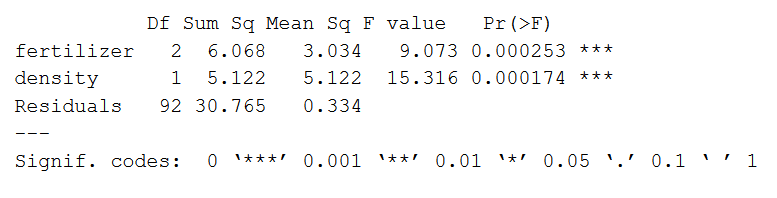 Df Sum Sq Mean Sq F value Pr(>F)
fertilizer 2 6.068 3.034 9.073 0.000253 ***
density 1 5.122 5.122 15.316 0.000174 ***
Residuals 92 30.765 0.334
---
Signif. codes: 0 ‘***’ 0.001 ‘**’ 0.01 ‘*’ 0.05 ‘.’ 0.1 ‘ ’ 1